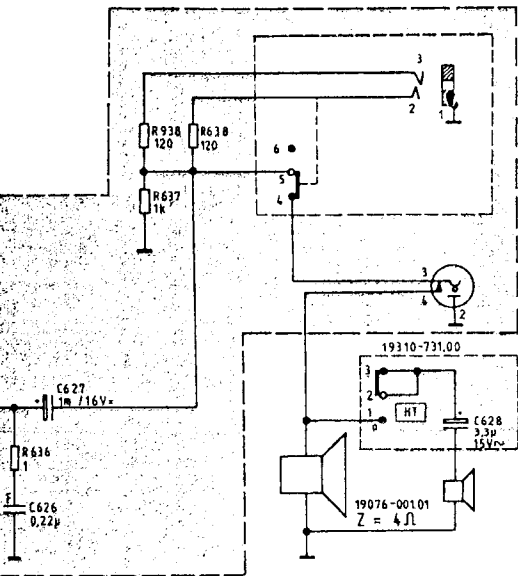 3
2
1
R938
120
R638
120
6
5
4
R637
1k
3
4
2
19310-731.00
3
2
1
HT
C627
1m /16V=
C628
3,3µ
15V~
R636
1
C626
0,22µ
19076-001.01
Z = 4Ω